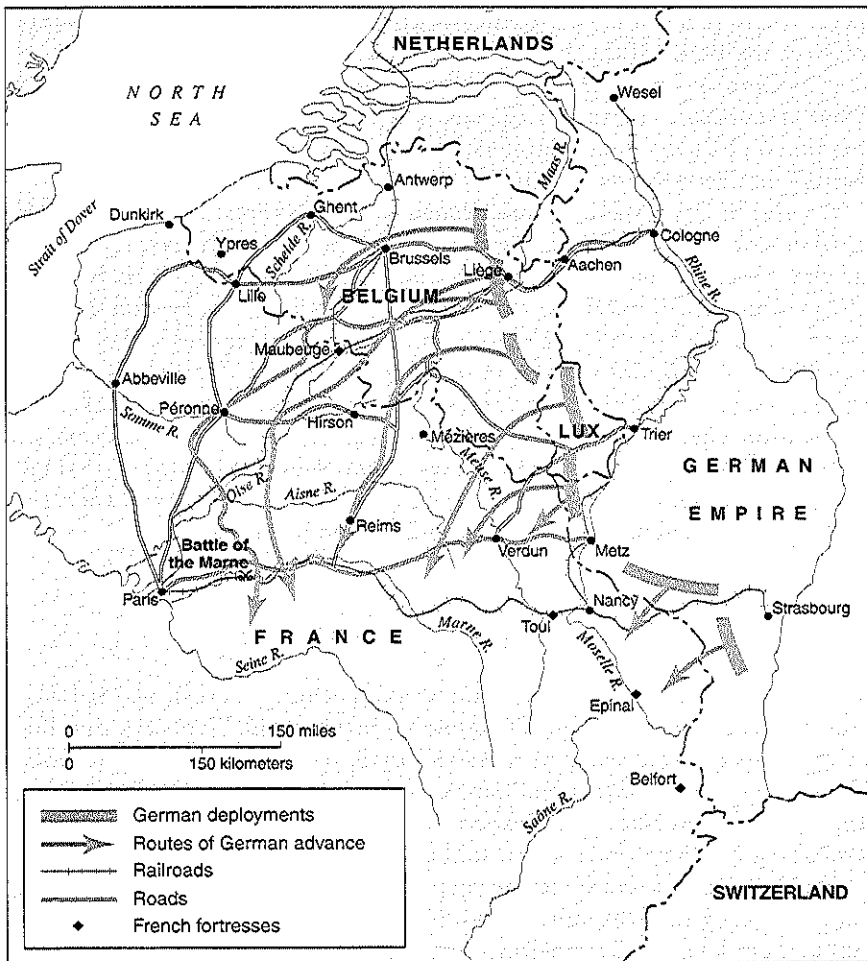 NETHERLANDS
NORTH
SEA
Wesel
Maas R.
Antwerp
Ghent
Dunkirk
Strait of Dover
Ypres
Schelde R.
Cologne
Brussels
Liège
Aachen
Rhine R.
Lille
BELGIUM
Maubeuge
Abbeville
Péronne
Somme R.
Hirson
Mézières
LUX
Trier
Meuse R.
GERMAN
EMPIRE
Oise R.
Aisne R.
Reims
Verdun
Metz
Battle of
the Marne
Paris
Nancy
Strasbourg
Toul
FRANCE
Marne R.
Moselle R.
Seine R.
Epinal
0
150 miles
0
150 kilometers
Belfort
Saône R.
German deployments
Routes of German advance
Railroads
Roads
French fortresses
SWITZERLAND